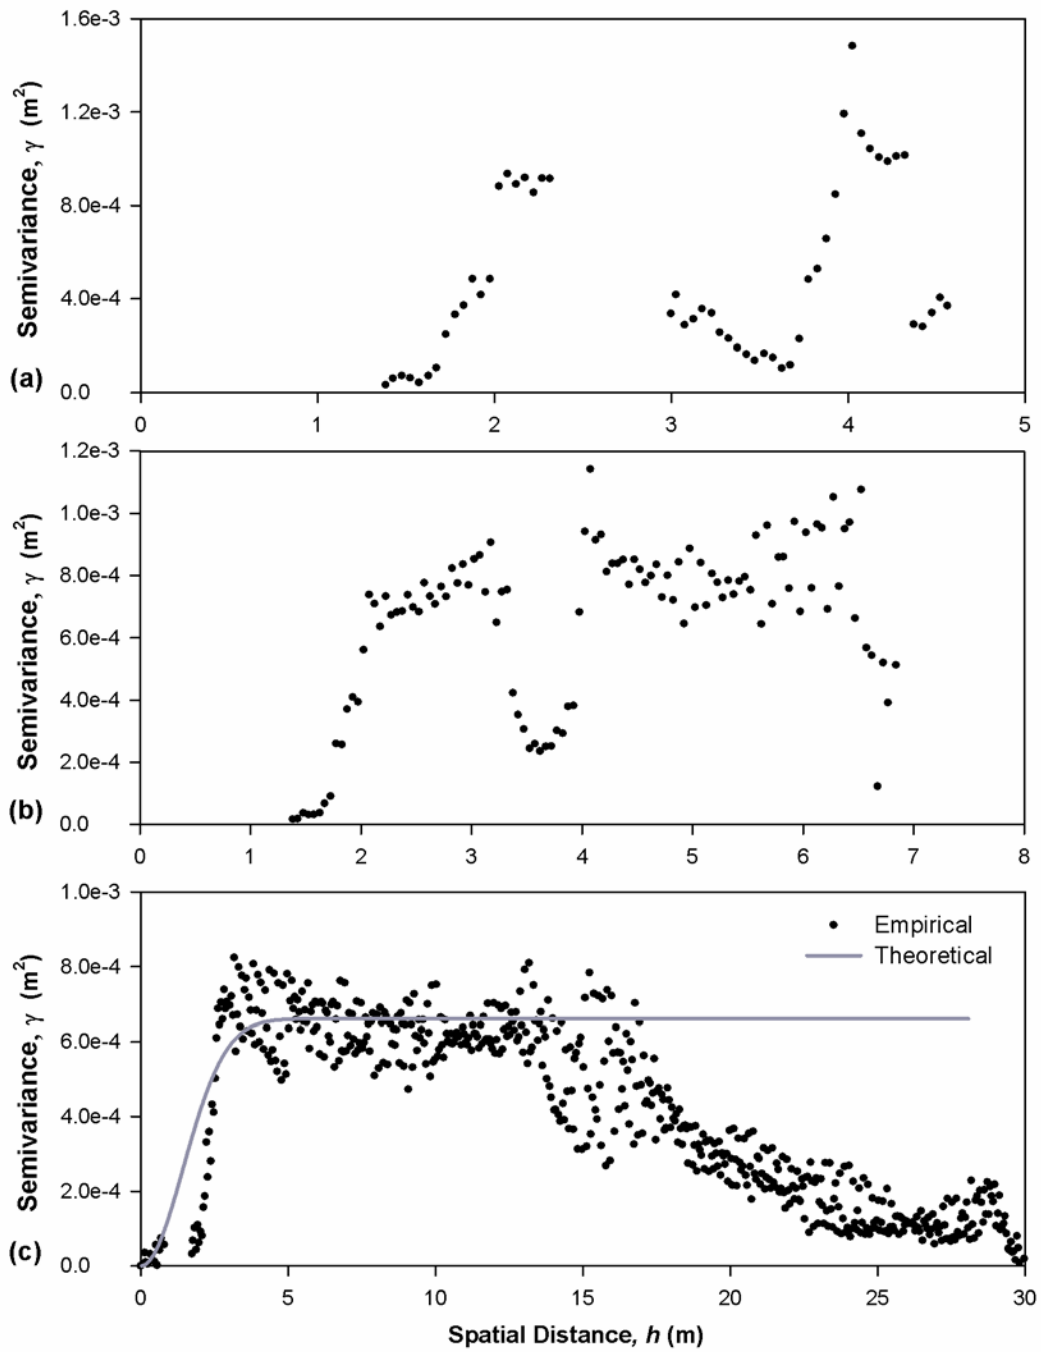 1.6e-3
1.2e-3
8.0e-4
4.0e-4
0.0
Semivariance, γ (m²)
(a)
0 1 2 3 4 5
1.2e-3
1.0e-3
8.0e-4
6.0e-4
4.0e-4
2.0e-4
0.0
Semivariance, γ (m²)
(b)
0 1 2 3 4 5 6 7 8
1.0e-3
8.0e-4
6.0e-4
4.0e-4
2.0e-4
0.0
Semivariance, γ (m²)
(c)
Empirical
Theoretical
0 5 10 15 20 25 30
Spatial Distance, h (m)